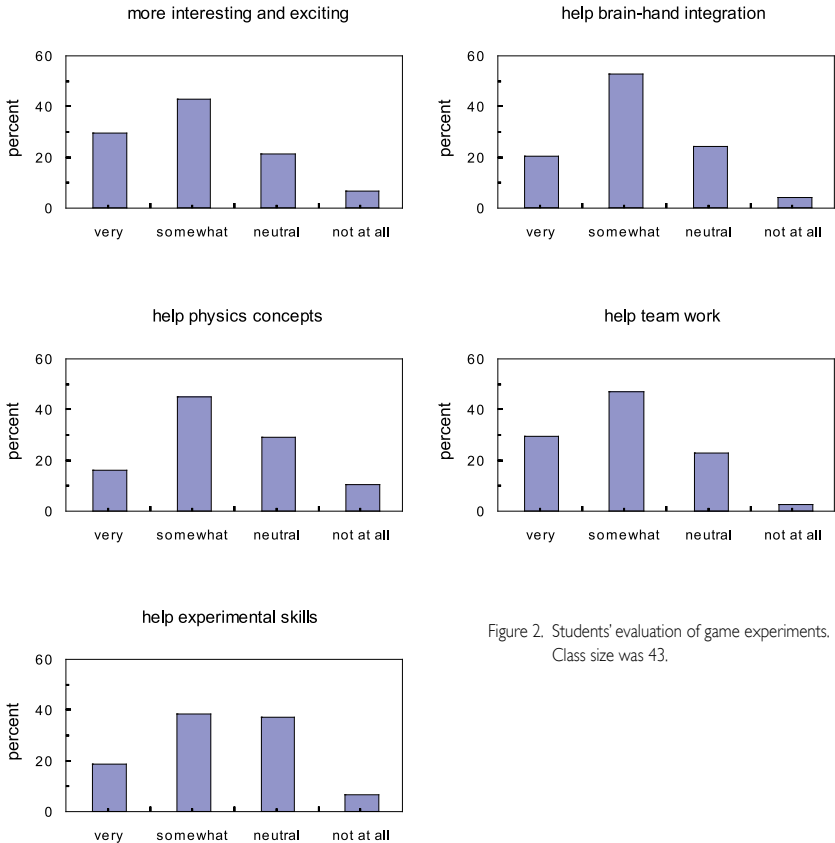 more interesting and exciting
60
40
20
0
percent
very somewhat neutral not at all
help brain-hand integration
60
40
20
0
percent
very somewhat neutral not at all
help physics concepts
60
40
20
0
percent
very somewhat neutral not at all
help team work
60
40
20
0
percent
very somewhat neutral not at all
help experimental skills
60
40
20
0
percent
very somewhat neutral not at all
Figure 2. Students' evaluation of game experiments.
Class size was 43.